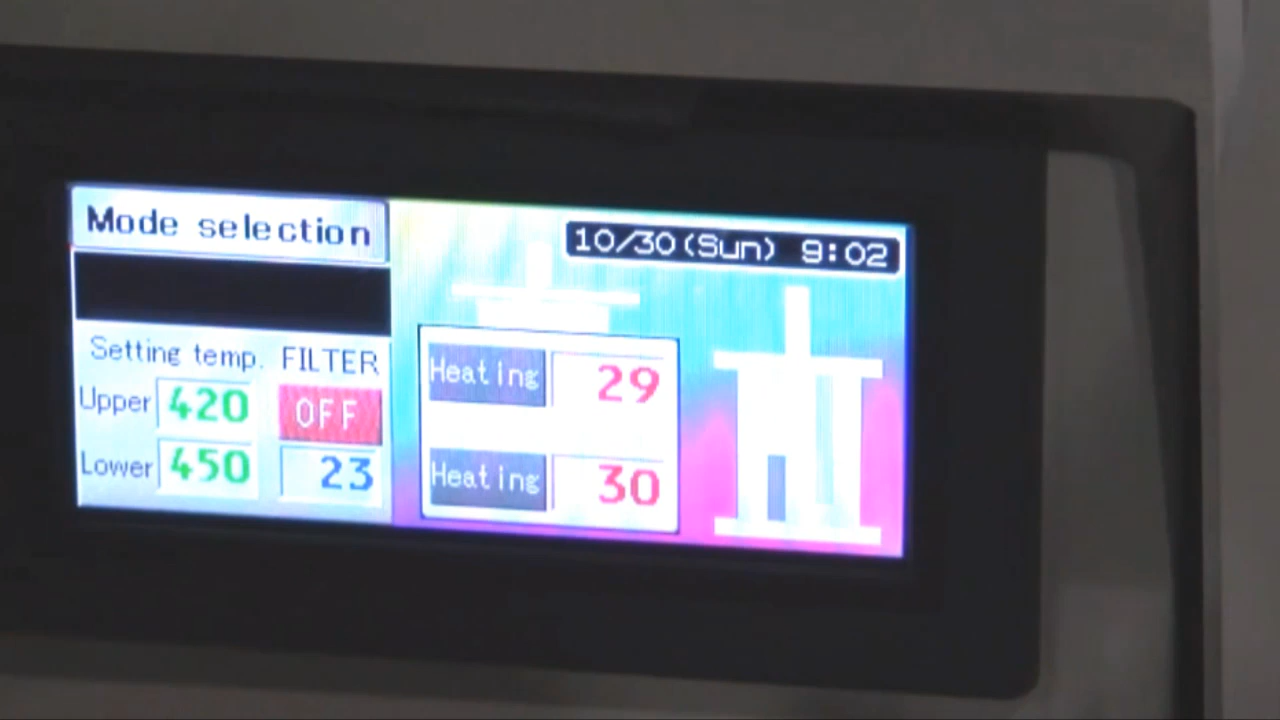 Mode selection
10/30(Sun) 9:02
Setting temp. FILTER
Upper 420 OFF
Lower 450 23
Heating 29
Heating 30